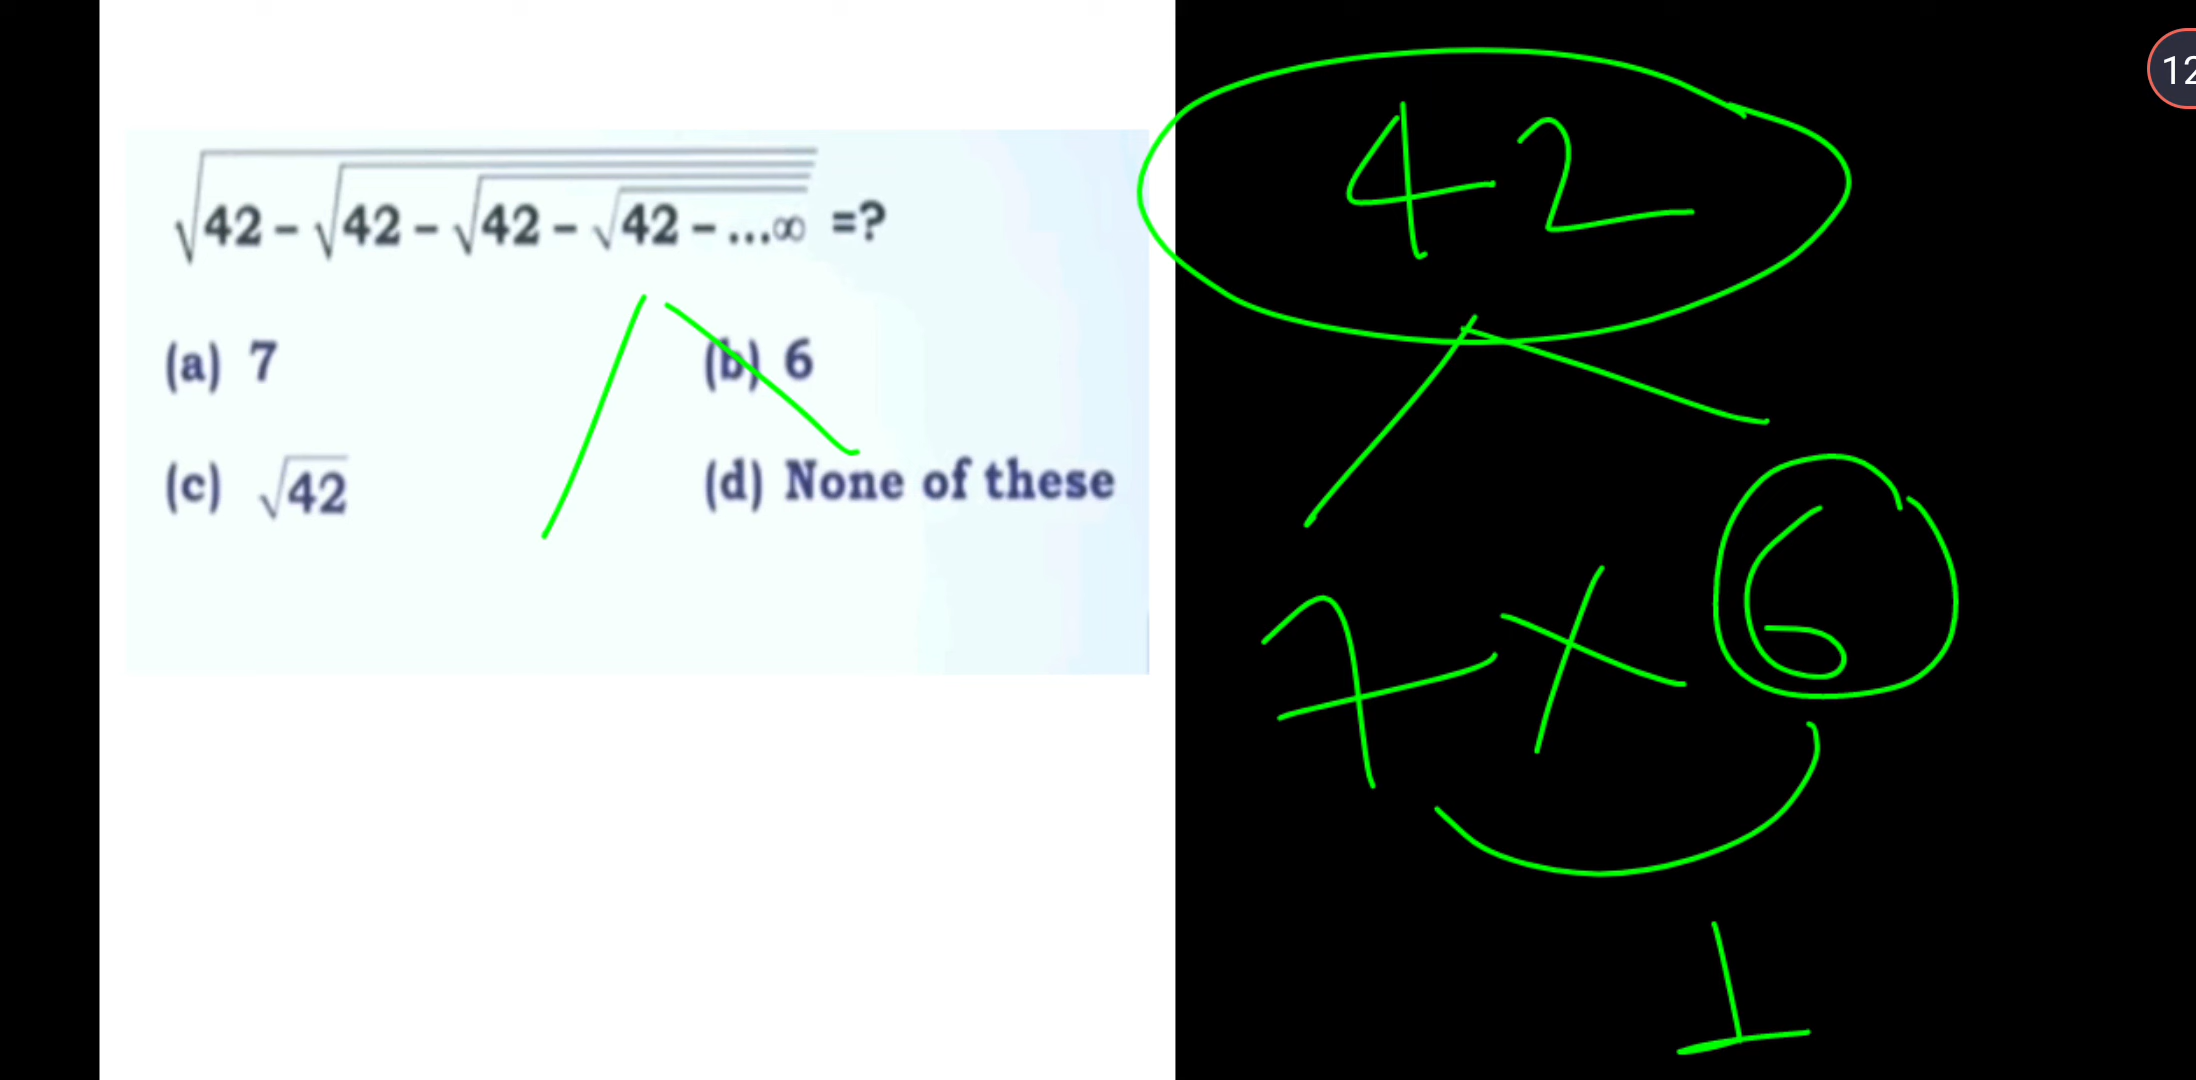 √42 - √42 - √42 - √42 - ...∞ =?
(a) 7
(b) 6
(c) √42
(d) None of these
42
7 × 6
1
12